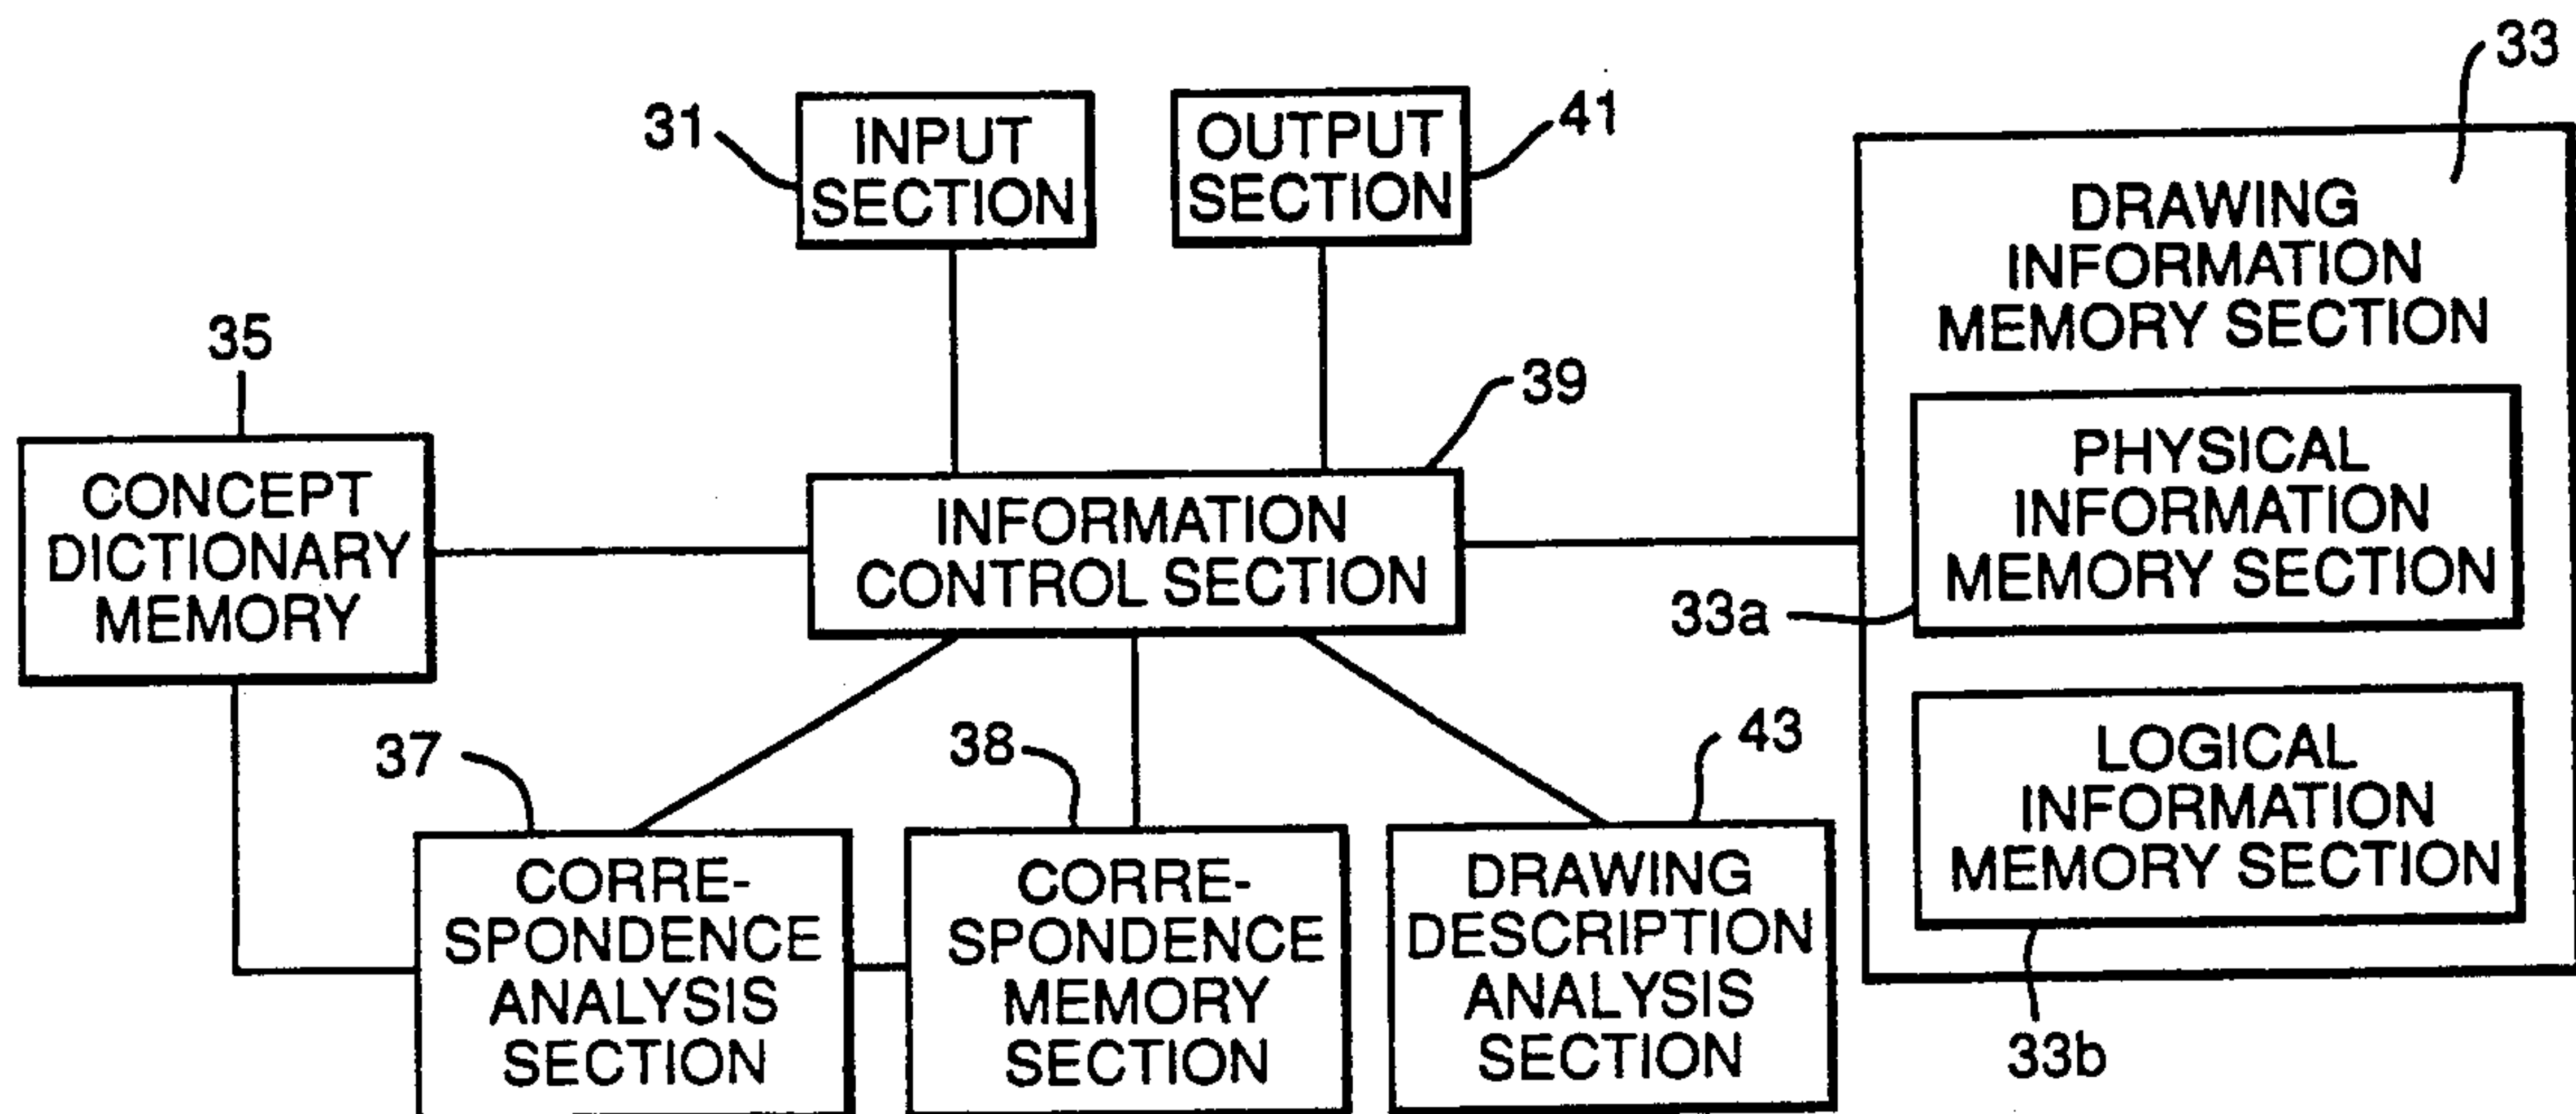 33
31
INPUT
SECTION
OUTPUT
SECTION
41
DRAWING
INFORMATION
MEMORY SECTION
35
39
CONCEPT
DICTIONARY
MEMORY
INFORMATION
CONTROL SECTION
PHYSICAL
INFORMATION
MEMORY SECTION
33a
37
38
43
LOGICAL
INFORMATION
MEMORY SECTION
33b
CORRE-
SPONDENCE
ANALYSIS
SECTION
CORRE-
SPONDENCE
MEMORY
SECTION
DRAWING
DESCRIPTION
ANALYSIS
SECTION